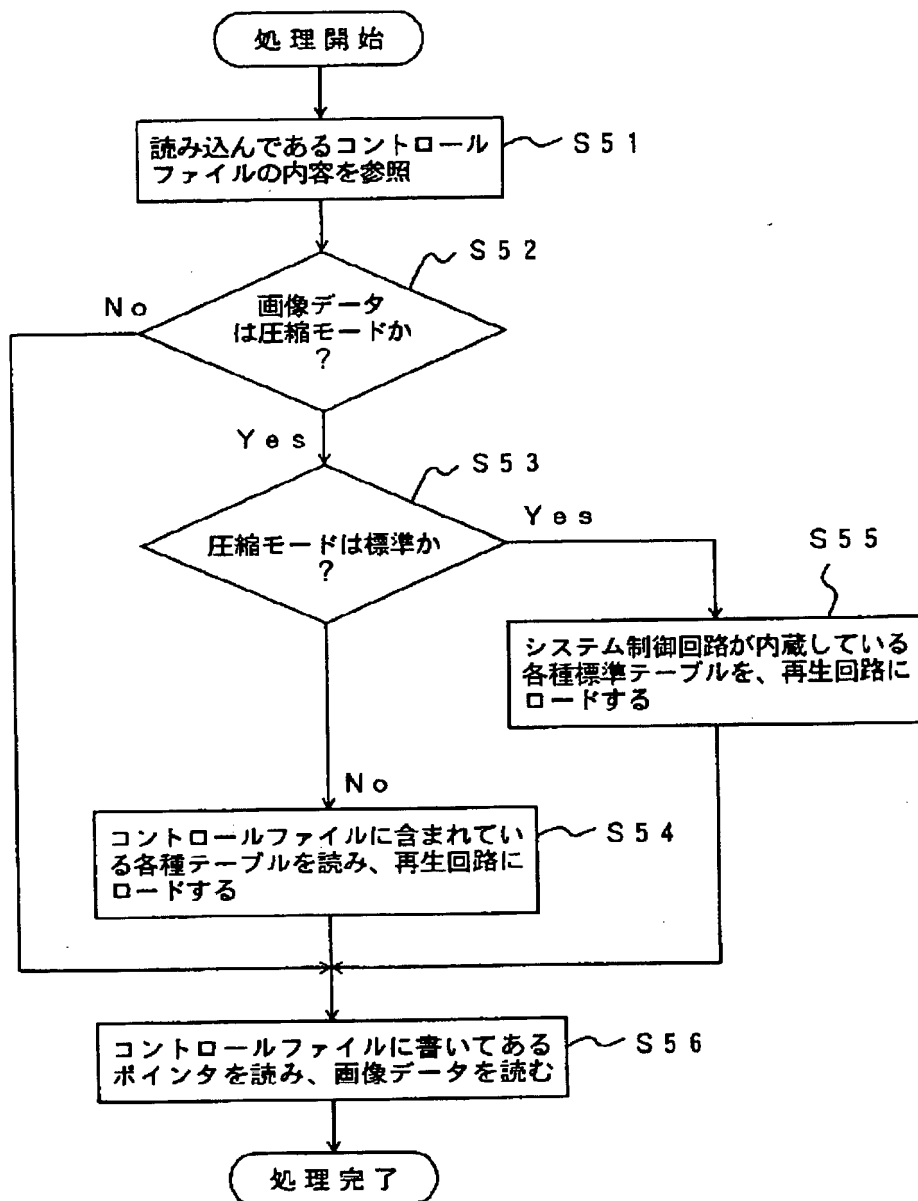 処理開始
読み込んであるコントロール
ファイルの内容を参照
S51
S52
No
画像データ
は圧縮モードか
?
Yes
S53
Yes
圧縮モードは標準か
?
S55
システム制御回路が内蔵している
各種標準テーブルを、再生回路に
ロードする
No
コントロールファイルに含まれてい
る各種テーブルを読み、再生回路に
ロードする
S54
コントロールファイルに書いてある
ポインタを読み、画像データを読む
S56
処理完了